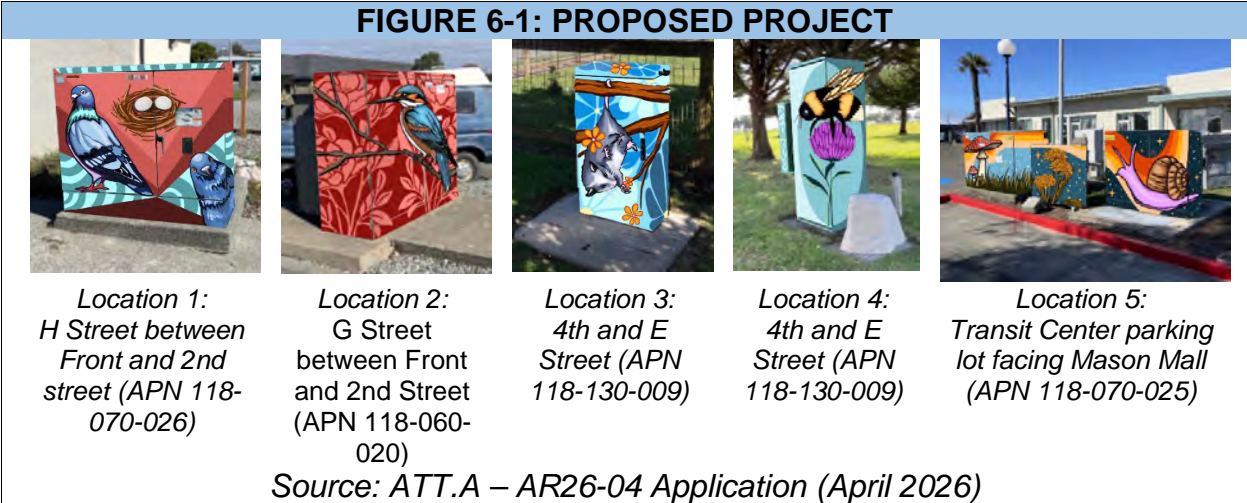 FIGURE 6-1: PROPOSED PROJECT
Location 1:
H Street between
Front and 2nd
street (APN 118-
070-026)
Location 2:
G Street
between Front
and 2nd Street
(APN 118-060-
020)
Location 3:
4th and E
Street (APN
118-130-009)
Location 4:
4th and E
Street (APN
118-130-009)
Location 5:
Transit Center parking
lot facing Mason Mall
(APN 118-070-025)
Source: ATT.A – AR26-04 Application (April 2026)